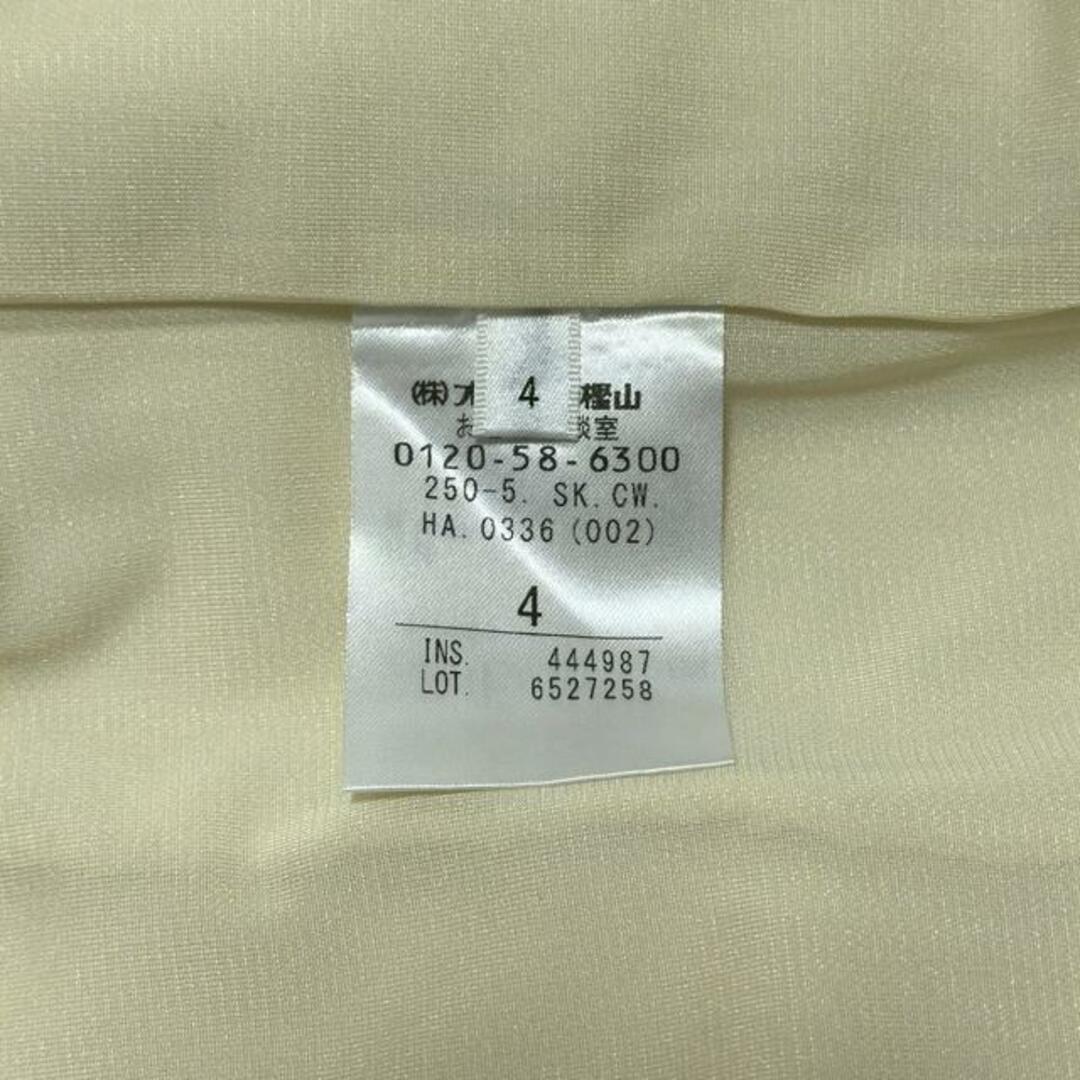 4
㈱オ 樫山
お 談室
0120-58-6300
250-5. SK.CW.
HA.0336(002)
4
INS. 444987
LOT. 6527258